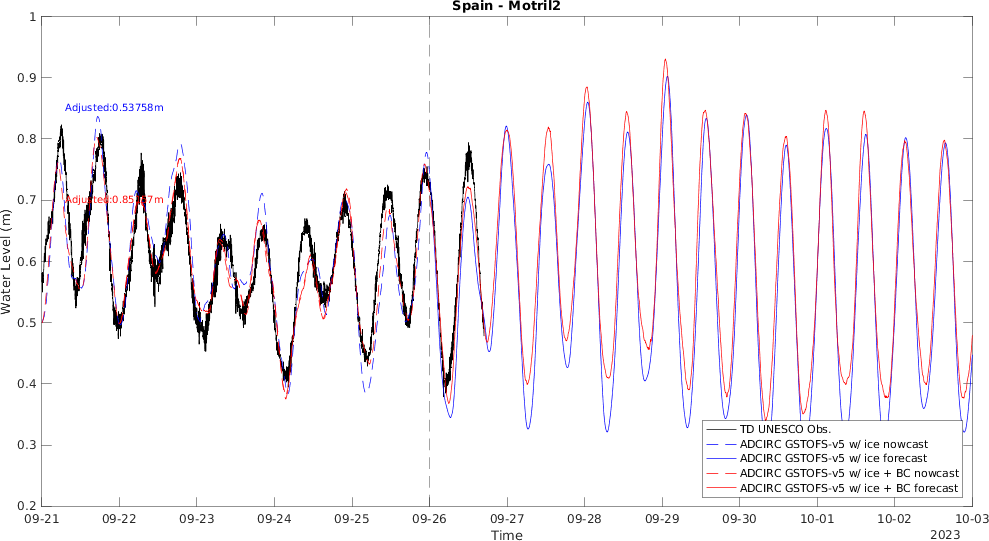 Spain - Motril2
1
0.9
0.8
0.7
0.6
0.5
0.4
0.3
0.2
Water Level (m)
Adjusted:0.53758m
TD UNESCO Obs.
ADCIRC GSTOFS-v5 w/ ice nowcast
ADCIRC GSTOFS-v5 w/ ice forecast
ADCIRC GSTOFS-v5 w/ ice + BC nowcast
ADCIRC GSTOFS-v5 w/ ice + BC forecast
09-21 09-22 09-23 09-24 09-25 09-26 09-27 09-28 09-29 09-30 10-01 10-02 10-03
Time
2023